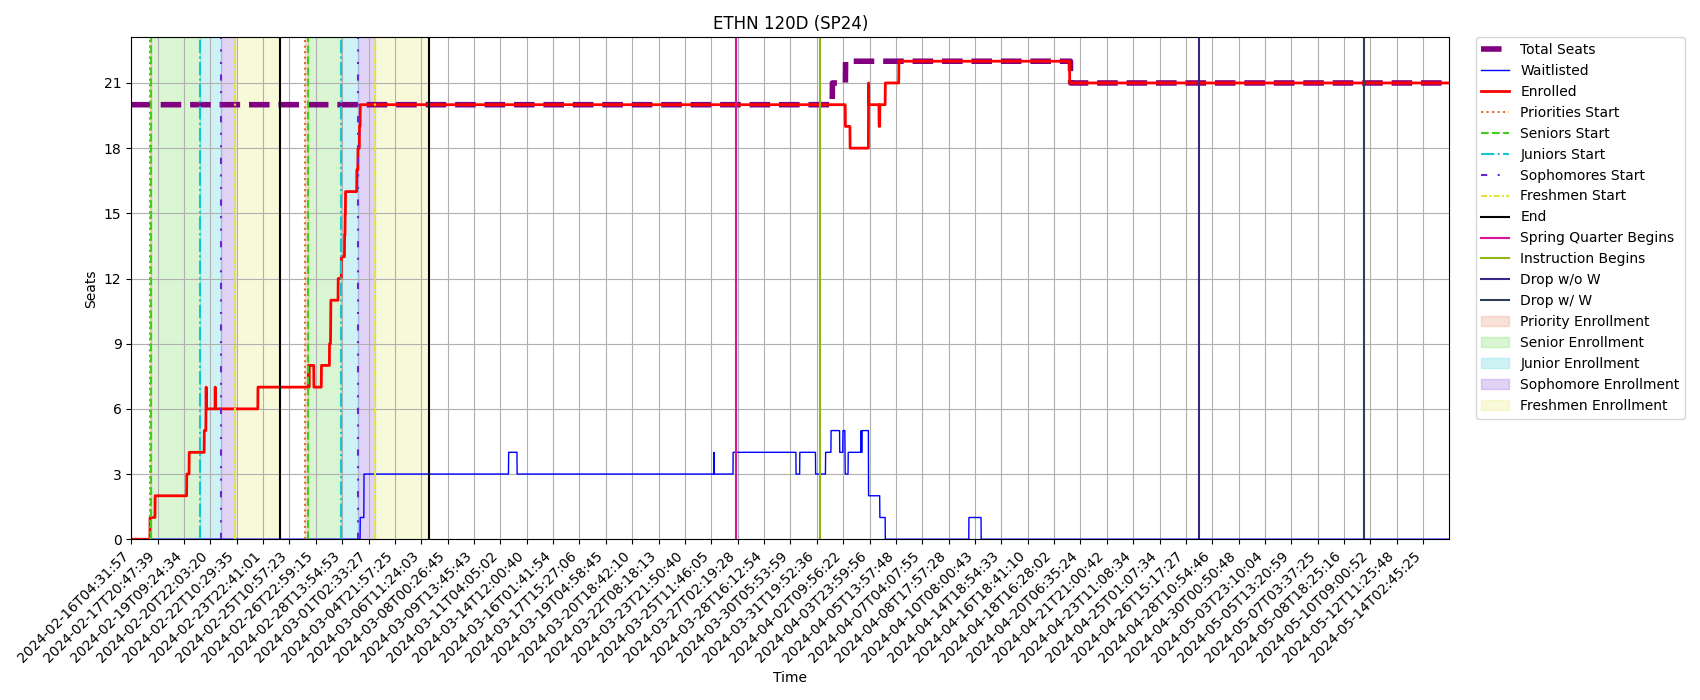 ETHN 120D (SP24)
Total Seats
Waitlisted
Enrolled
Priorities Start
Seniors Start
Juniors Start
Sophomores Start
Freshmen Start
End
Spring Quarter Begins
Instruction Begins
Drop w/o W
Drop w/ W
Priority Enrollment
Senior Enrollment
Junior Enrollment
Sophomore Enrollment
Freshmen Enrollment
Seats
21
18
15
12
9
6
3
0
2024-02-16T04:31:57
2024-02-17T20:47:39
2024-02-19T09:24:34
2024-02-20T22:03:20
2024-02-22T10:29:35
2024-02-23T22:41:01
2024-02-25T10:57:23
2024-02-26T22:59:15
2024-02-28T13:54:53
2024-03-01T02:33:27
2024-03-04T21:57:25
2024-03-06T11:24:03
2024-03-08T00:26:45
2024-03-09T13:45:43
2024-03-11T04:05:02
2024-03-14T12:00:40
2024-03-16T01:41:54
2024-03-17T15:27:06
2024-03-19T04:58:45
2024-03-20T18:42:10
2024-03-22T08:18:13
2024-03-23T21:50:40
2024-03-25T11:46:05
2024-03-27T02:19:28
2024-03-28T16:12:54
2024-03-30T05:53:59
2024-03-31T19:52:36
2024-04-02T09:56:22
2024-04-03T23:59:56
2024-04-05T13:57:48
2024-04-07T04:07:55
2024-04-08T17:57:28
2024-04-10T08:00:43
2024-04-14T18:54:33
2024-04-16T18:41:10
2024-04-18T16:28:02
2024-04-20T06:35:24
2024-04-21T21:00:42
2024-04-23T11:08:34
2024-04-25T01:07:34
2024-04-26T15:17:27
2024-04-28T10:54:46
2024-04-30T00:50:48
2024-05-03T23:10:04
2024-05-05T13:20:59
2024-05-07T03:37:25
2024-05-08T18:25:16
2024-05-10T09:00:52
2024-05-12T11:25:48
2024-05-14T02:45:25
Time